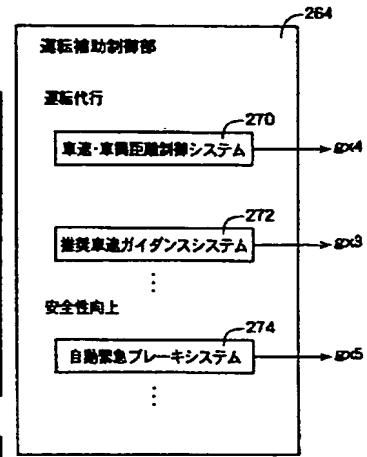 264
運転補助制御部
運転代行
270
車速・車間距離制御システム
gx4
272
推奨車速ガイダンスシステム
gx3
⋮
安全性向上
274
自動緊急ブレーキシステム
gx5
⋮